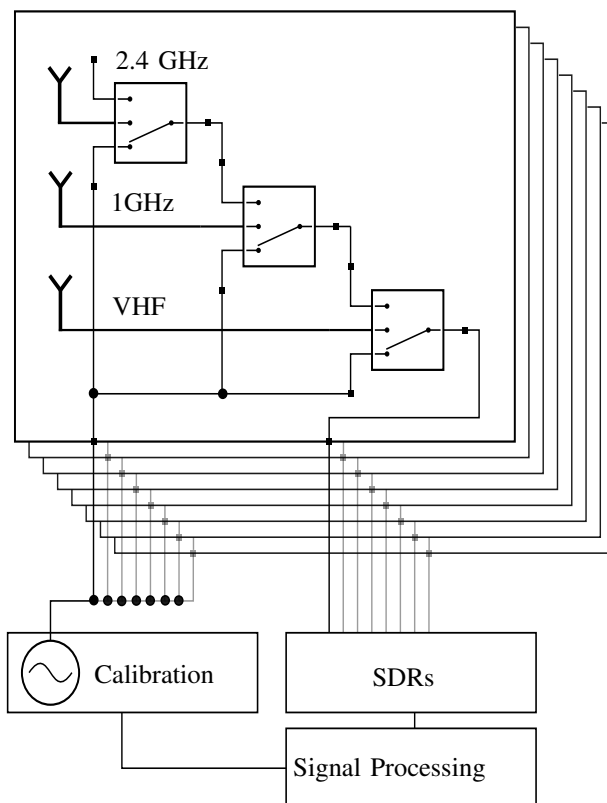 2.4 GHz
1GHz
VHF
Calibration
SDRs
Signal Processing